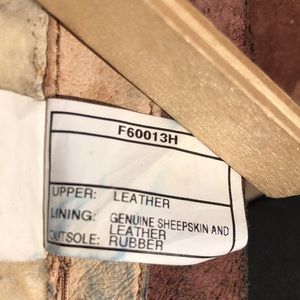 F60013H
UPPER: LEATHER
LINING: GENUINE SHEEPSKIN AND
LEATHER
OUTSOLE: RUBBER